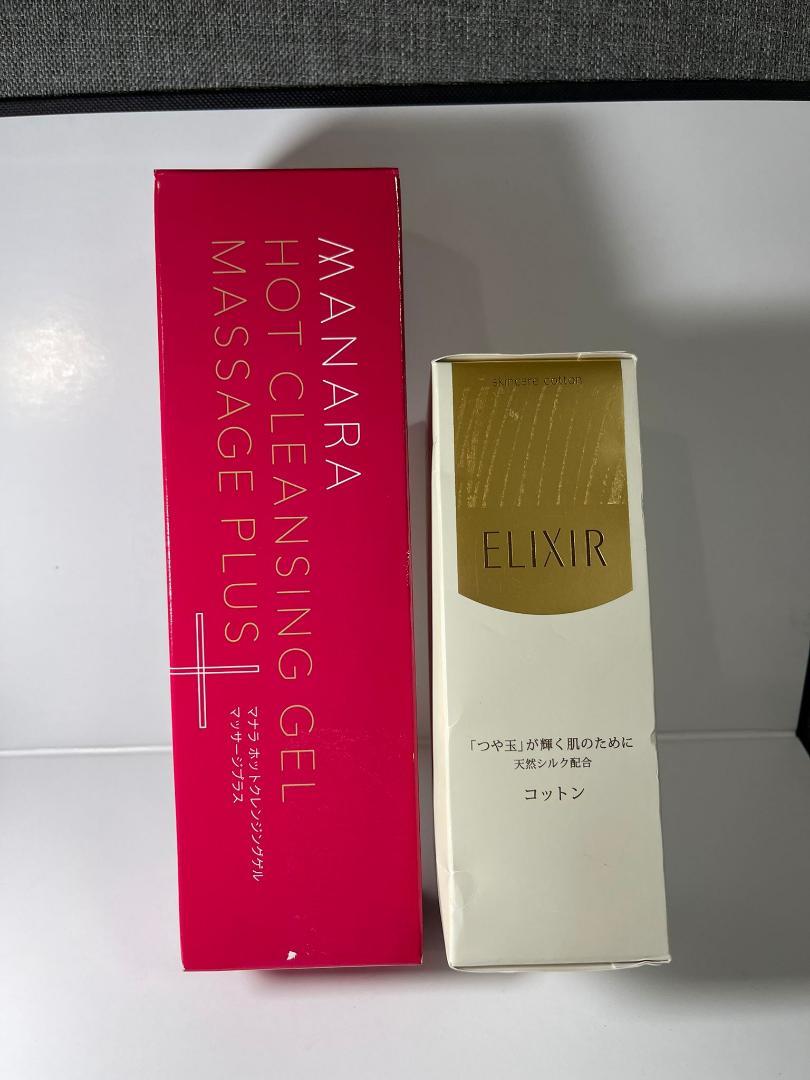 MANARA
HOT CLEANSING GEL
MASSAGE PLUS
マナラ ホットクレンジングゲル
マッサージプラス
skincare cotton
ELIXIR
「つや玉」が輝く肌のために
天然シルク配合
コットン